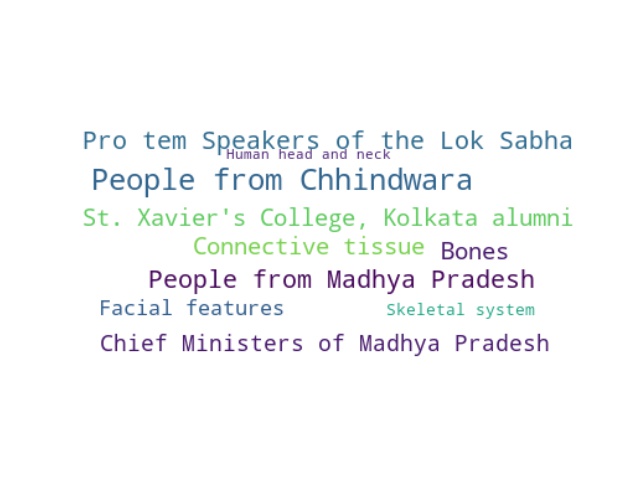 Pro tem Speakers of the Lok Sabha
Human head and neck
People from Chhindwara
St. Xavier's College, Kolkata alumni
Connective tissue
Bones
People from Madhya Pradesh
Facial features
Skeletal system
Chief Ministers of Madhya Pradesh